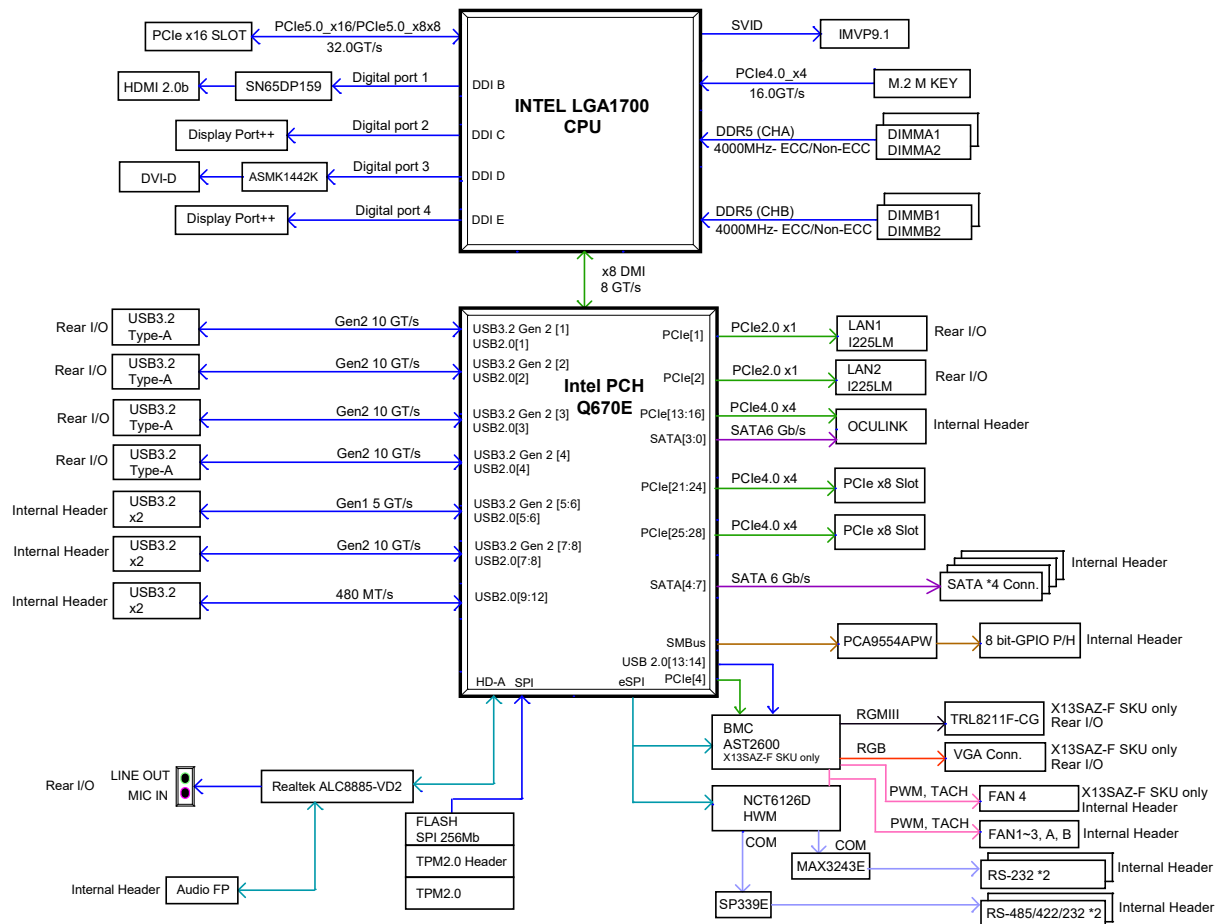 PCIe x16 SLOT
PCIe5.0_x16/PCIe5.0_x8x8
32.0GT/s
SVID
IMVP9.1
HDMI 2.0b
SN65DP159
Digital port 1
DDI B
INTEL LGA1700
CPU
PCIe4.0_x4
16.0GT/s
M.2 M KEY
Display Port++
Digital port 2
DDI C
DDR5 (CHA)
4000MHz- ECC/Non-ECC
DIMMA1
DIMMA2
DVI-D
ASMK1442K
Digital port 3
DDI D
Display Port++
Digital port 4
DDI E
DDR5 (CHB)
4000MHz- ECC/Non-ECC
DIMMB1
DIMMB2
x8 DMI
8 GT/s
Rear I/O
USB3.2
Type-A
Gen2 10 GT/s
USB3.2 Gen 2 [1]
USB2.0[1]
Rear I/O
USB3.2
Type-A
Gen2 10 GT/s
USB3.2 Gen 2 [2]
USB2.0[2]
Rear I/O
USB3.2
Type-A
Gen2 10 GT/s
USB3.2 Gen 2 [3]
USB2.0[3]
Rear I/O
USB3.2
Type-A
Gen2 10 GT/s
USB3.2 Gen 2 [4]
USB2.0[4]
Internal Header
USB3.2
x2
Gen1 5 GT/s
USB3.2 Gen 2 [5:6]
USB2.0[5:6]
Internal Header
USB3.2
x2
Gen2 10 GT/s
USB3.2 Gen 2 [7:8]
USB2.0[7:8]
Internal Header
USB3.2
x2
480 MT/s
USB2.0[9:12]
Intel PCH
Q670E
PCIe[1]
PCIe2.0 x1
LAN1
I225LM
Rear I/O
PCIe[2]
PCIe2.0 x1
LAN2
I225LM
Rear I/O
PCIe[13:16]
PCIe4.0 x4
SATA[3:0]
SATA6 Gb/s
OCULINK
Internal Header
PCIe[21:24]
PCIe4.0 x4
PCIe x8 Slot
PCIe[25:28]
PCIe4.0 x4
PCIe x8 Slot
SATA[4:7]
SATA 6 Gb/s
SATA *4 Conn.
Internal Header
SMBus
PCA9554APW
8 bit-GPIO P/H
Internal Header
USB 2.0[13:14]
HD-A
SPI
eSPI
PCIe[4]
BMC
AST2600
X13SAZ-F SKU only
RGMIII
TRL8211F-CG
X13SAZ-F SKU only
Rear I/O
RGB
VGA Conn.
X13SAZ-F SKU only
Rear I/O
Rear I/O
LINE OUT
MIC IN
Realtek ALC8885-VD2
NCT6126D
HWM
PWM, TACH
FAN 4
X13SAZ-F SKU only
Internal Header
PWM, TACH
FAN1~3, A, B
Internal Header
FLASH
SPI 256Mb
TPM2.0 Header
TPM2.0
COM
COM
MAX3243E
RS-232 *2
Internal Header
Internal Header
Audio FP
SP339E
RS-485/422/232 *2
Internal Header